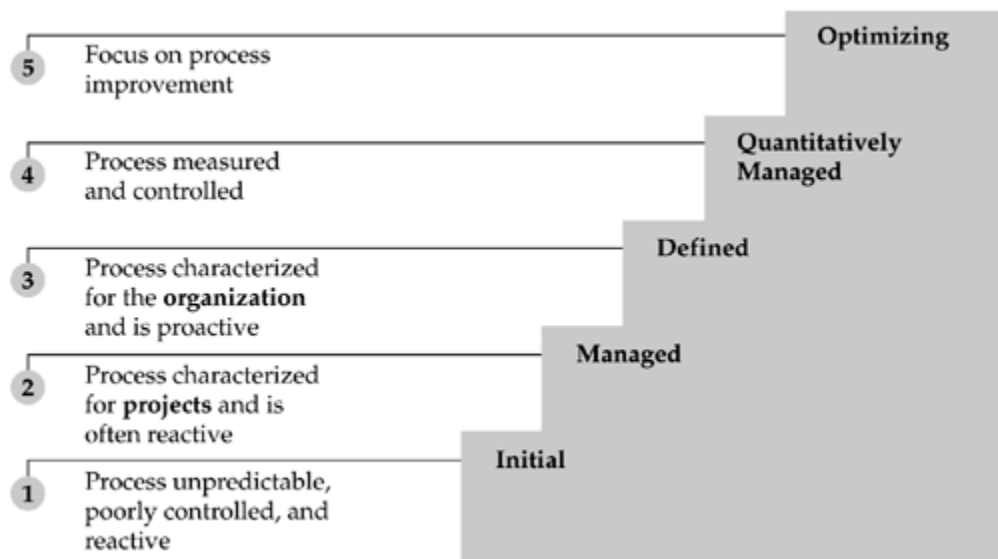 Optimizing
5
Focus on process
improvement
Quantitatively
Managed
4
Process measured
and controlled
Defined
3
Process characterized
for the organization
and is proactive
Managed
2
Process characterized
for projects and is
often reactive
Initial
1
Process unpredictable,
poorly controlled, and
reactive